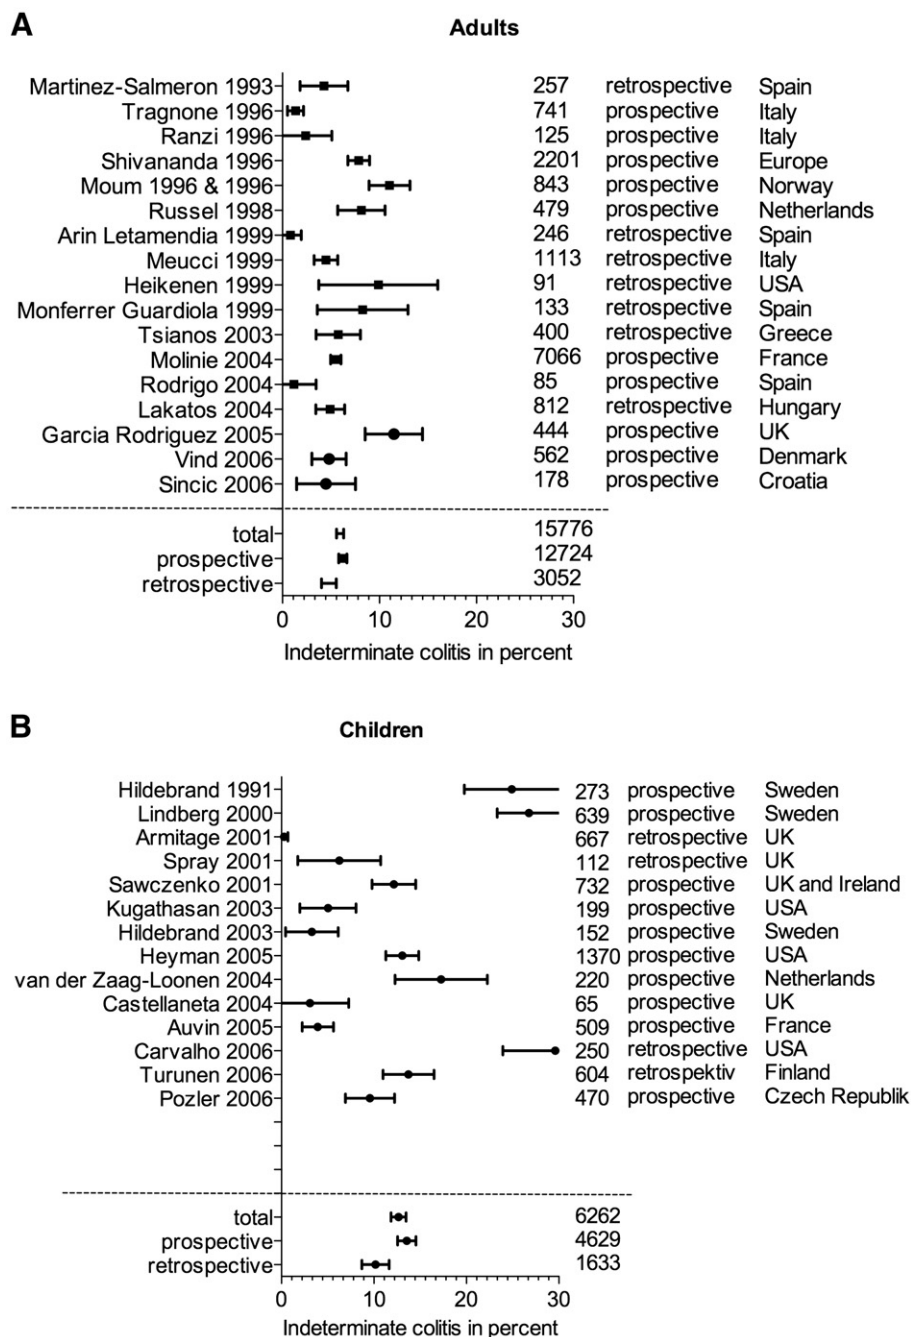 A
Adults
Martinez-Salmeron 1993 257 retrospective Spain
Tragnone 1996 741 prospective Italy
Ranzi 1996 125 prospective Italy
Shivananda 1996 2201 prospective Europe
Moum 1996 & 1996 843 prospective Norway
Russel 1998 479 prospective Netherlands
Arin Letamendia 1999 246 retrospective Spain
Meucci 1999 1113 retrospective Italy
Heikenen 1999 91 retrospective USA
Monferrer Guardiola 1999 133 retrospective Spain
Tsianos 2003 400 retrospective Greece
Molinie 2004 7066 prospective France
Rodrigo 2004 85 prospective Spain
Lakatos 2004 812 retrospective Hungary
Garcia Rodriguez 2005 444 prospective UK
Vind 2006 562 prospective Denmark
Sincic 2006 178 prospective Croatia
total 15776
prospective 12724
retrospective 3052
0 10 20 30
Indeterminate colitis in percent
B
Children
Hildebrand 1991 273 prospective Sweden
Lindberg 2000 639 prospective Sweden
Armitage 2001 667 retrospective UK
Spray 2001 112 retrospective UK
Sawczenko 2001 732 prospective UK and Ireland
Kugathasan 2003 199 prospective USA
Hildebrand 2003 152 prospective Sweden
Heyman 2005 1370 prospective USA
van der Zaag-Loonen 2004 220 prospective Netherlands
Castellaneta 2004 65 prospective UK
Auvin 2005 509 prospective France
Carvalho 2006 250 retrospective USA
Turunen 2006 604 retrospektiv Finland
Pozler 2006 470 prospective Czech Republik
total 6262
prospective 4629
retrospective 1633
0 10 20 30
Indeterminate colitis in percent